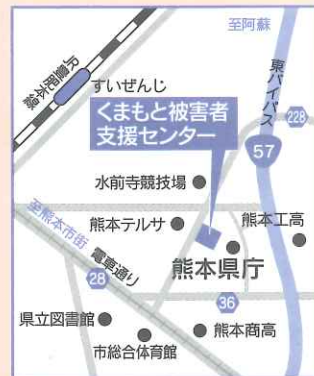 至阿蘇
JR豊肥本線
すいぜんじ
東バイパス
くまもと被害者
支援センター
228
57
水前寺競技場
至熊本市街
熊本テルサ
熊本工高
電車通り
熊本県庁
28
36
県立図書館
熊本商高
市総合体育館